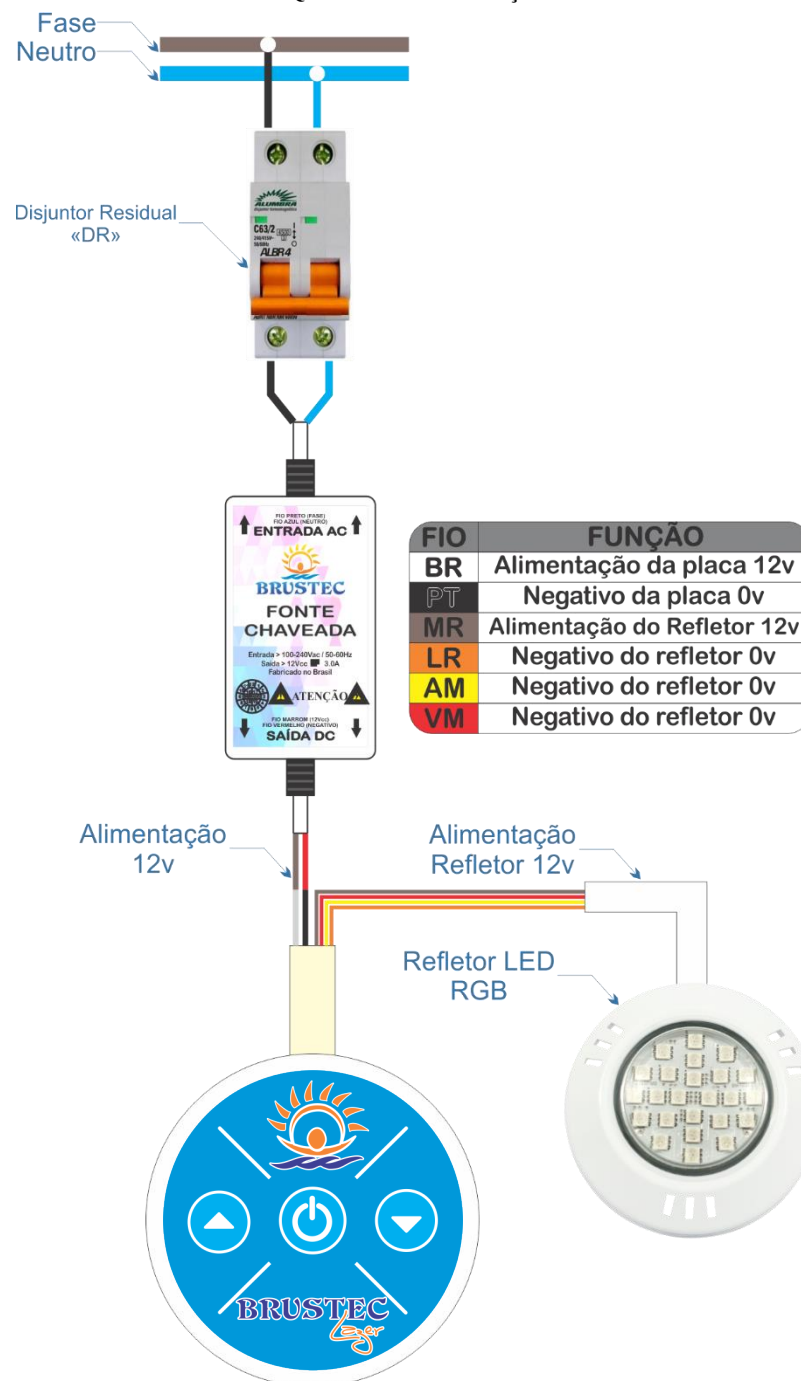 Fase
Neutro
Disjuntor Residual
«DR»
ALUMBRA
C63/2
ALBR4
FIO PRETO (FASE)
FIO AZUL (NEUTRO)
ENTRADA AC
BRUSTEC
FONTE
CHAVEADA
Entrada > 100-240Vac / 50-60Hz
Saída > 12Vcc 3.0A
Fabricado no Brasil
ATENÇÃO
FIO MARROM (12Vcc)
FIO VERMELHO (NEGATIVO)
SAÍDA DC
FIO FUNÇÃO
BR Alimentação da placa 12v
PT Negativo da placa 0v
MR Alimentação do Refletor 12v
LR Negativo do refletor 0v
AM Negativo do refletor 0v
VM Negativo do refletor 0v
Alimentação
12v
Alimentação
Refletor 12v
Refletor LED
RGB
BRUSTEC
Lazer